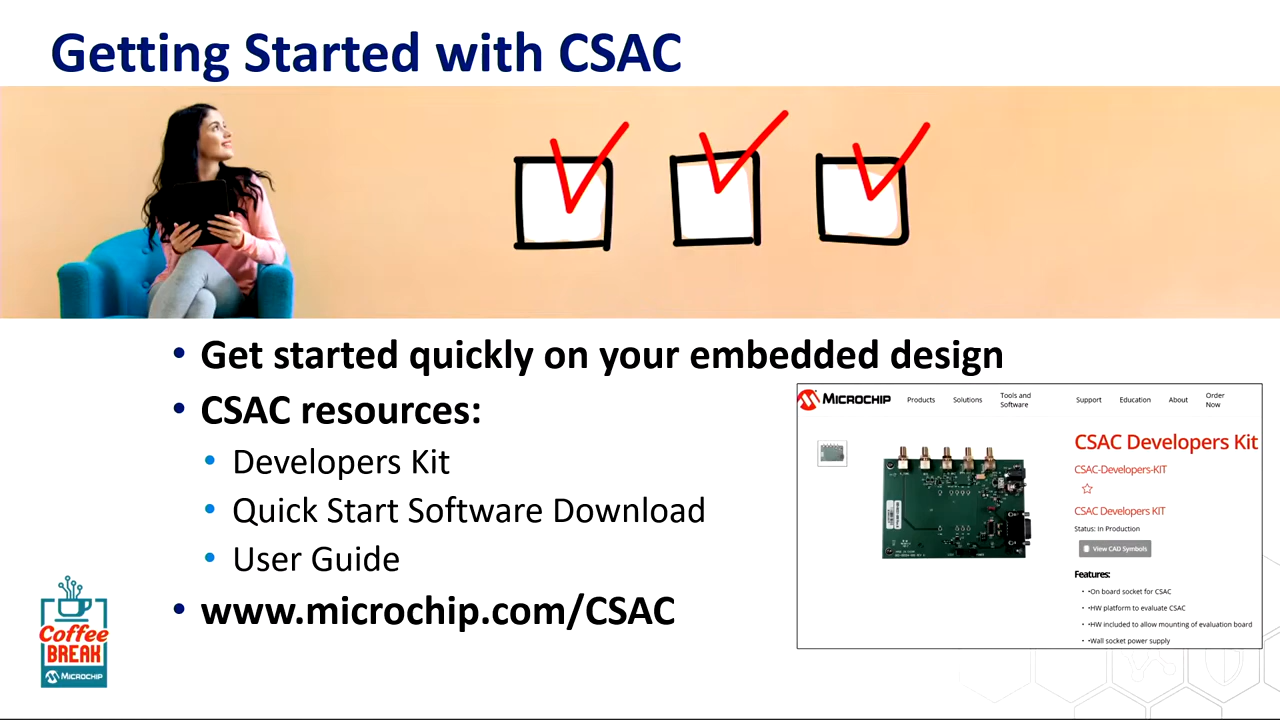 Getting Started with CSAC
• Get started quickly on your embedded design
• CSAC resources:
• Developers Kit
• Quick Start Software Download
• User Guide
• www.microchip.com/CSAC
MICROCHIP
Products
Solutions
Tools and
Software
Support
Education
About
Order
Now
CSAC Developers Kit
CSAC-Developers-KIT
CSAC Developers KIT
Status: In Production
View CAD Symbols
Features:
• •On board socket for CSAC
• •HW platform to evaluate CSAC
• •HW included to allow mounting of evaluation board
• •Wall socket power supply
Coffee
BREAK
MICROCHIP